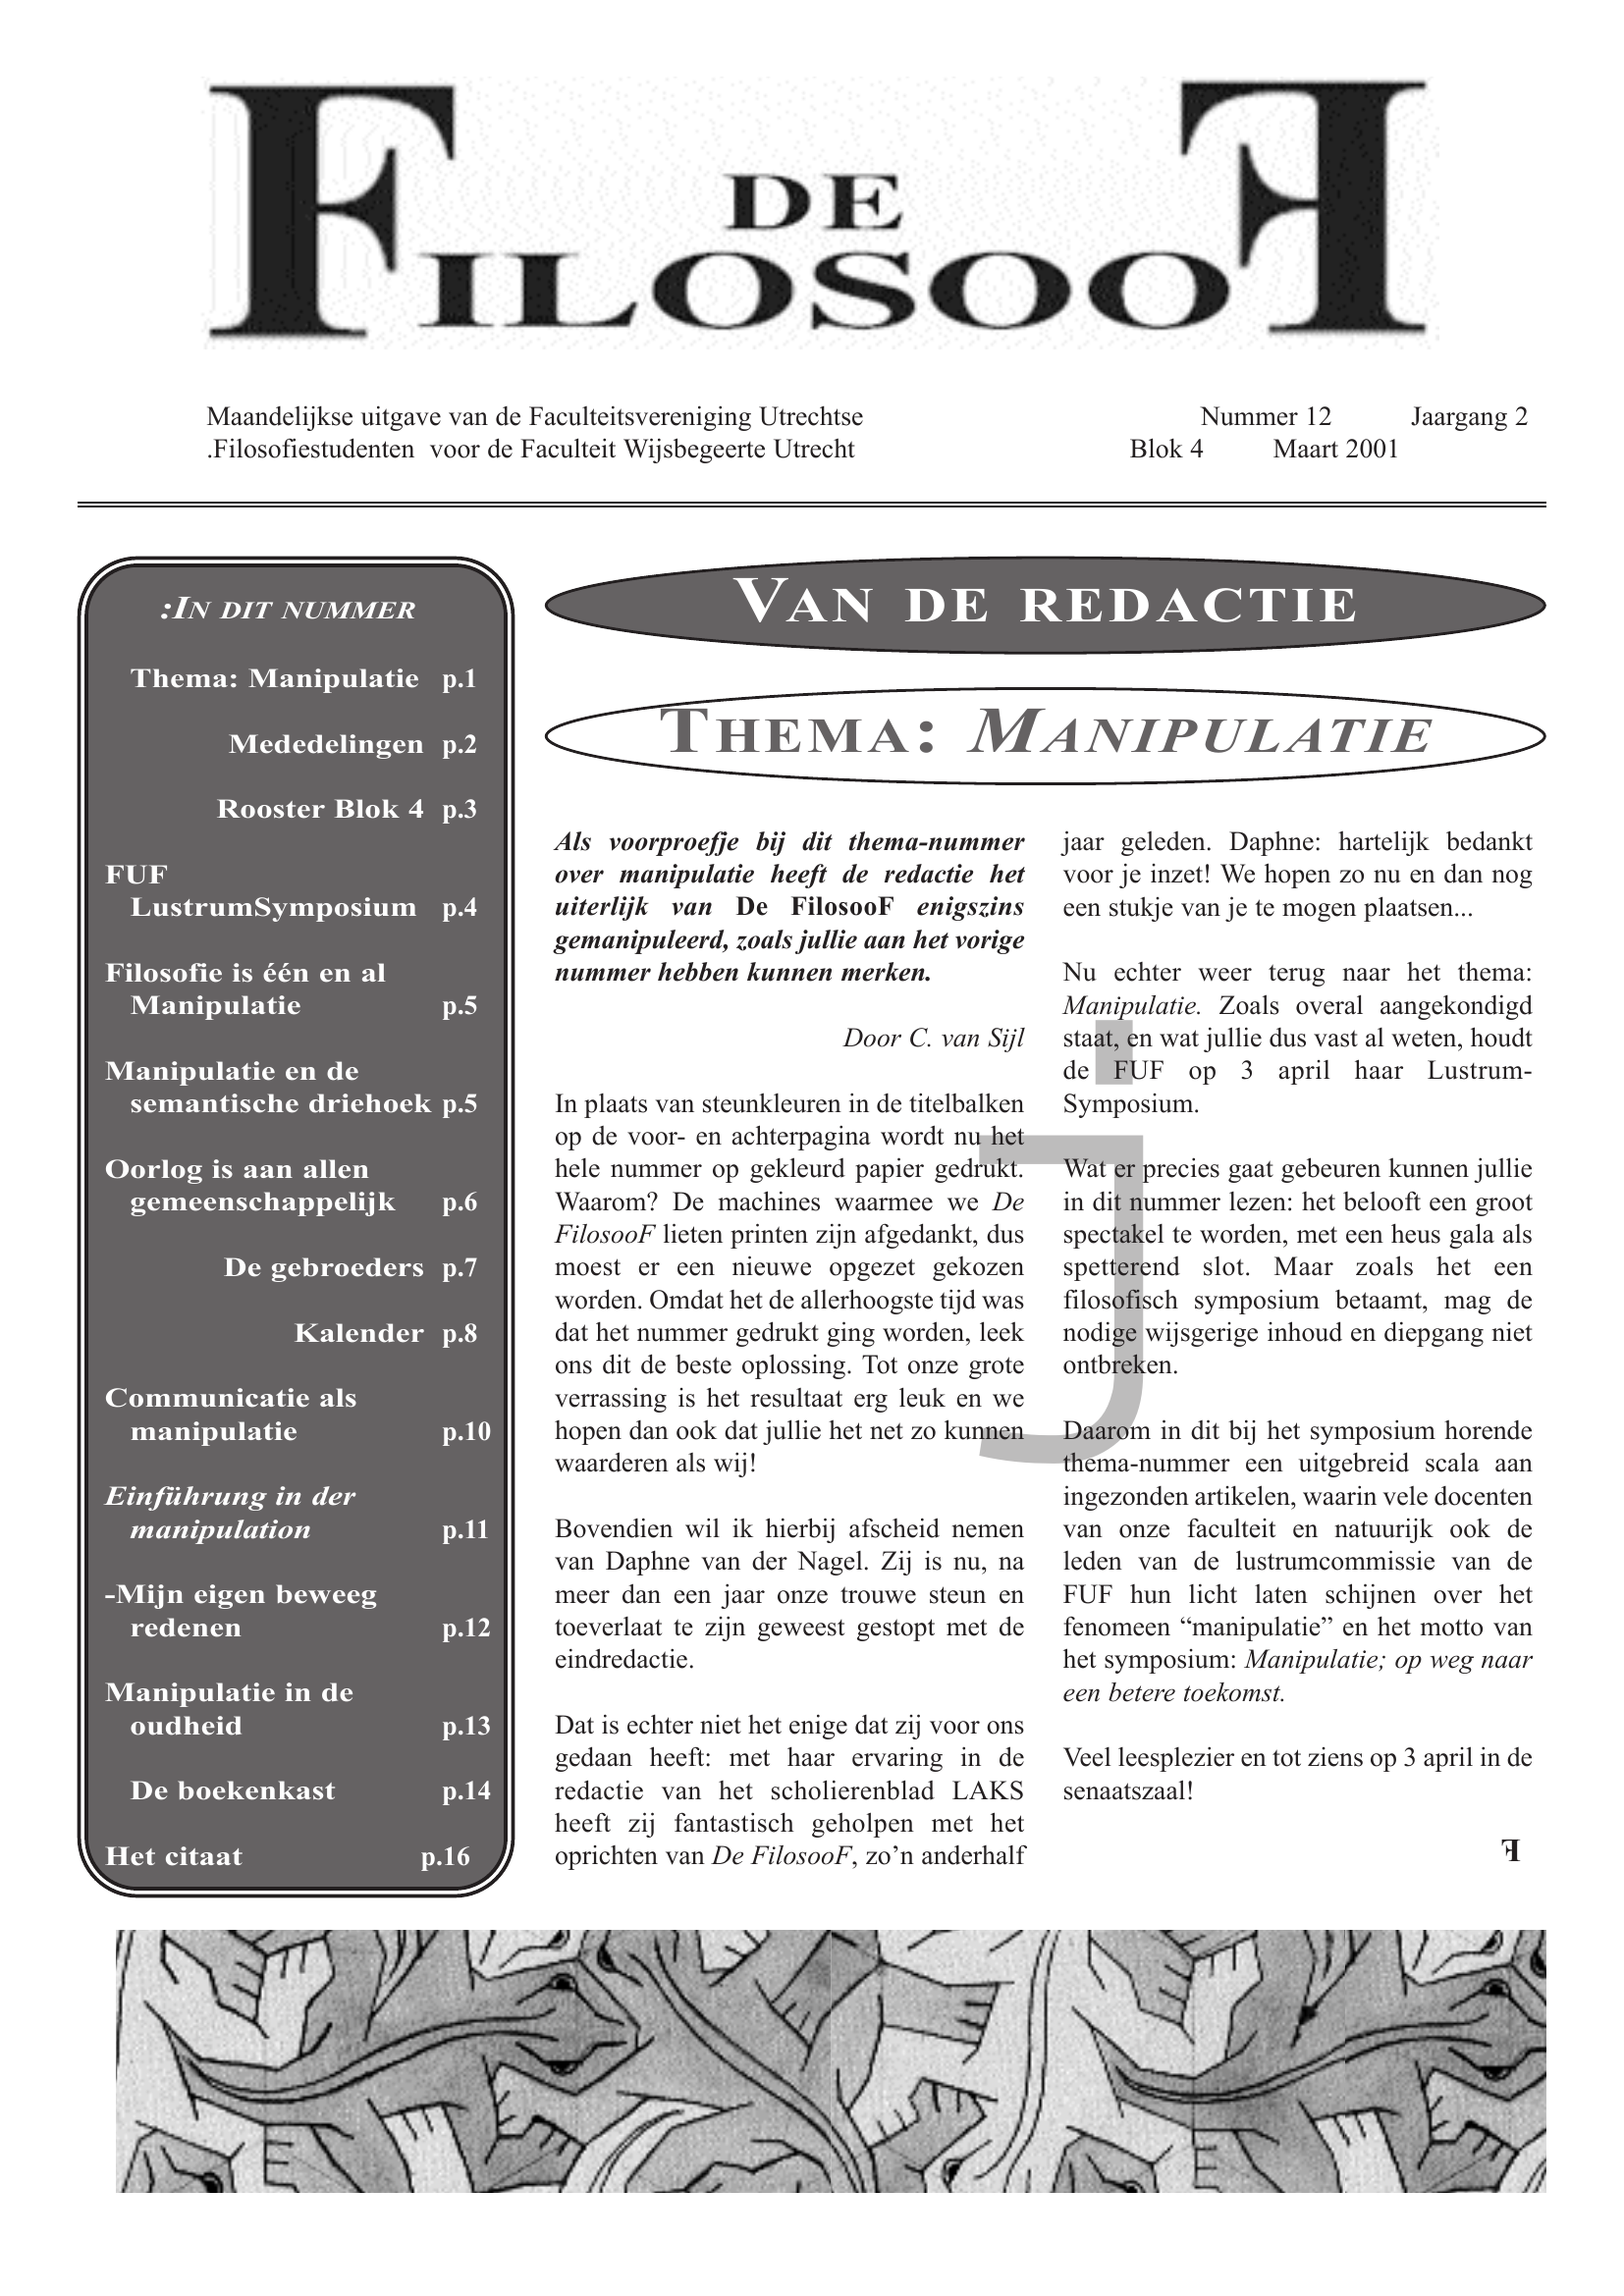 DE
FILOSOOF
Maandelijkse uitgave van de Faculteitsvereniging Utrechtse
.Filosofiestudenten voor de Faculteit Wijsbegeerte Utrecht
Nummer 12 Jaargang 2
Blok 4 Maart 2001
:IN DIT NUMMER
Thema: Manipulatie p.1
Mededelingen p.2
Rooster Blok 4 p.3
FUF
LustrumSymposium p.4
Filosofie is één en al
Manipulatie p.5
Manipulatie en de
semantische driehoek p.5
Oorlog is aan allen
gemeenschappelijk p.6
De gebroeders p.7
Kalender p.8
Communicatie als
manipulatie p.10
Einführung in der
manipulation p.11
-Mijn eigen beweeg
redenen p.12
Manipulatie in de
oudheid p.13
De boekenkast p.14
Het citaat p.16
VAN DE REDACTIE
THEMA: MANIPULATIE
Als voorproefje bij dit thema-nummer
over manipulatie heeft de redactie het
uiterlijk van De FilosooF enigszins
gemanipuleerd, zoals jullie aan het vorige
nummer hebben kunnen merken.
Door C. van Sijl
In plaats van steunkleuren in de titelbalken
op de voor- en achterpagina wordt nu het
hele nummer op gekleurd papier gedrukt.
Waarom? De machines waarmee we De
FilosooF lieten printen zijn afgedankt, dus
moest er een nieuwe opgezet gekozen
worden. Omdat het de allerhoogste tijd was
dat het nummer gedrukt ging worden, leek
ons dit de beste oplossing. Tot onze grote
verrassing is het resultaat erg leuk en we
hopen dan ook dat jullie het net zo kunnen
waarderen als wij!
Bovendien wil ik hierbij afscheid nemen
van Daphne van der Nagel. Zij is nu, na
meer dan een jaar onze trouwe steun en
toeverlaat te zijn geweest gestopt met de
eindredactie.
Dat is echter niet het enige dat zij voor ons
gedaan heeft: met haar ervaring in de
redactie van het scholierenblad LAKS
heeft zij fantastisch geholpen met het
oprichten van De FilosooF, zo’n anderhalf
jaar geleden. Daphne: hartelijk bedankt
voor je inzet! We hopen zo nu en dan nog
een stukje van je te mogen plaatsen...
Nu echter weer terug naar het thema:
Manipulatie. Zoals overal aangekondigd
staat, en wat jullie dus vast al weten, houdt
de FUF op 3 april haar Lustrum-
Symposium.
Wat er precies gaat gebeuren kunnen jullie
in dit nummer lezen: het belooft een groot
spectakel te worden, met een heus gala als
spetterend slot. Maar zoals het een
filosofisch symposium betaamt, mag de
nodige wijsgerige inhoud en diepgang niet
ontbreken.
Daarom in dit bij het symposium horende
thema-nummer een uitgebreid scala aan
ingezonden artikelen, waarin vele docenten
van onze faculteit en natuurijk ook de
leden van de lustrumcommissie van de
FUF hun licht laten schijnen over het
fenomeen “manipulatie” en het motto van
het symposium: Manipulatie; op weg naar
een betere toekomst.
Veel leesplezier en tot ziens op 3 april in de
senaatszaal!
F
j